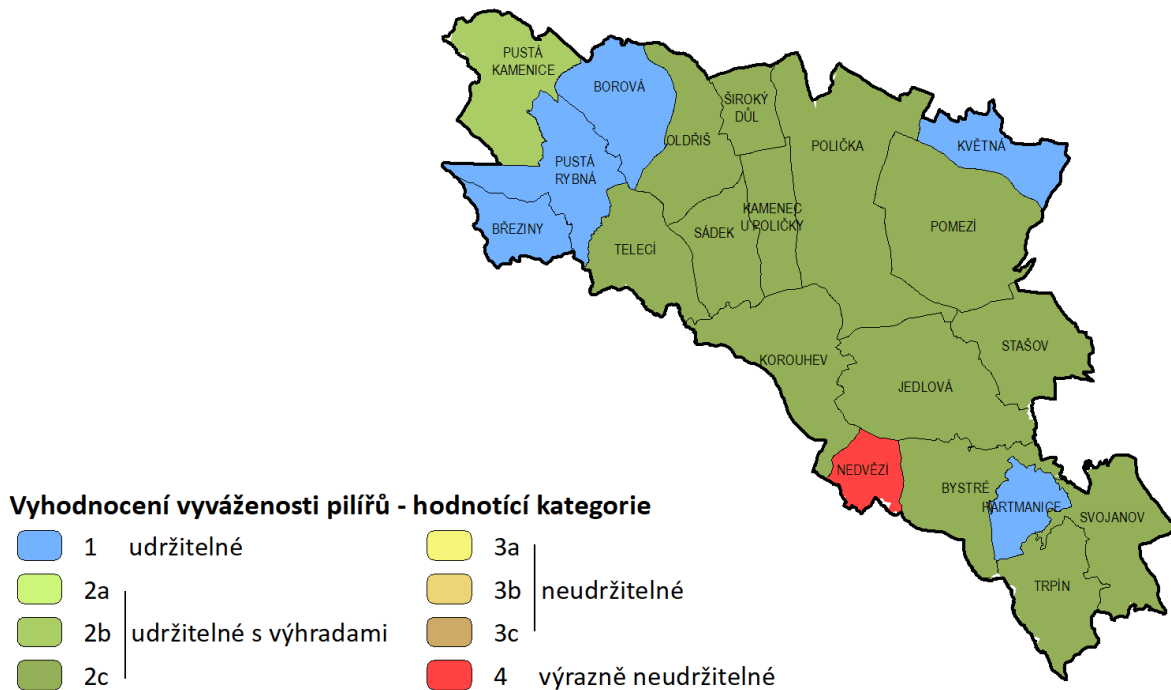 PUSTÁ
KAMENICE
BOROVÁ
ŠIROKÝ
DŮL
OLDŘIŠ
POLIČKA
KVĚTNÁ
PUSTÁ
RYBNÁ
KAMENEC
U POLIČKY
BŘEZINY
SÁDEK
POMEZÍ
TELECÍ
STAŠOV
KOROUHEV
JEDLOVÁ
NEDVĚZÍ
BYSTRÉ
HARTMANICE
SVOJANOV
TRPÍN
Vyhodnocení vyváženosti pilířů - hodnotící kategorie
1 udržitelné
2a
2b udržitelné s výhradami
2c
3a
3b neudržitelné
3c
4 výrazně neudržitelné